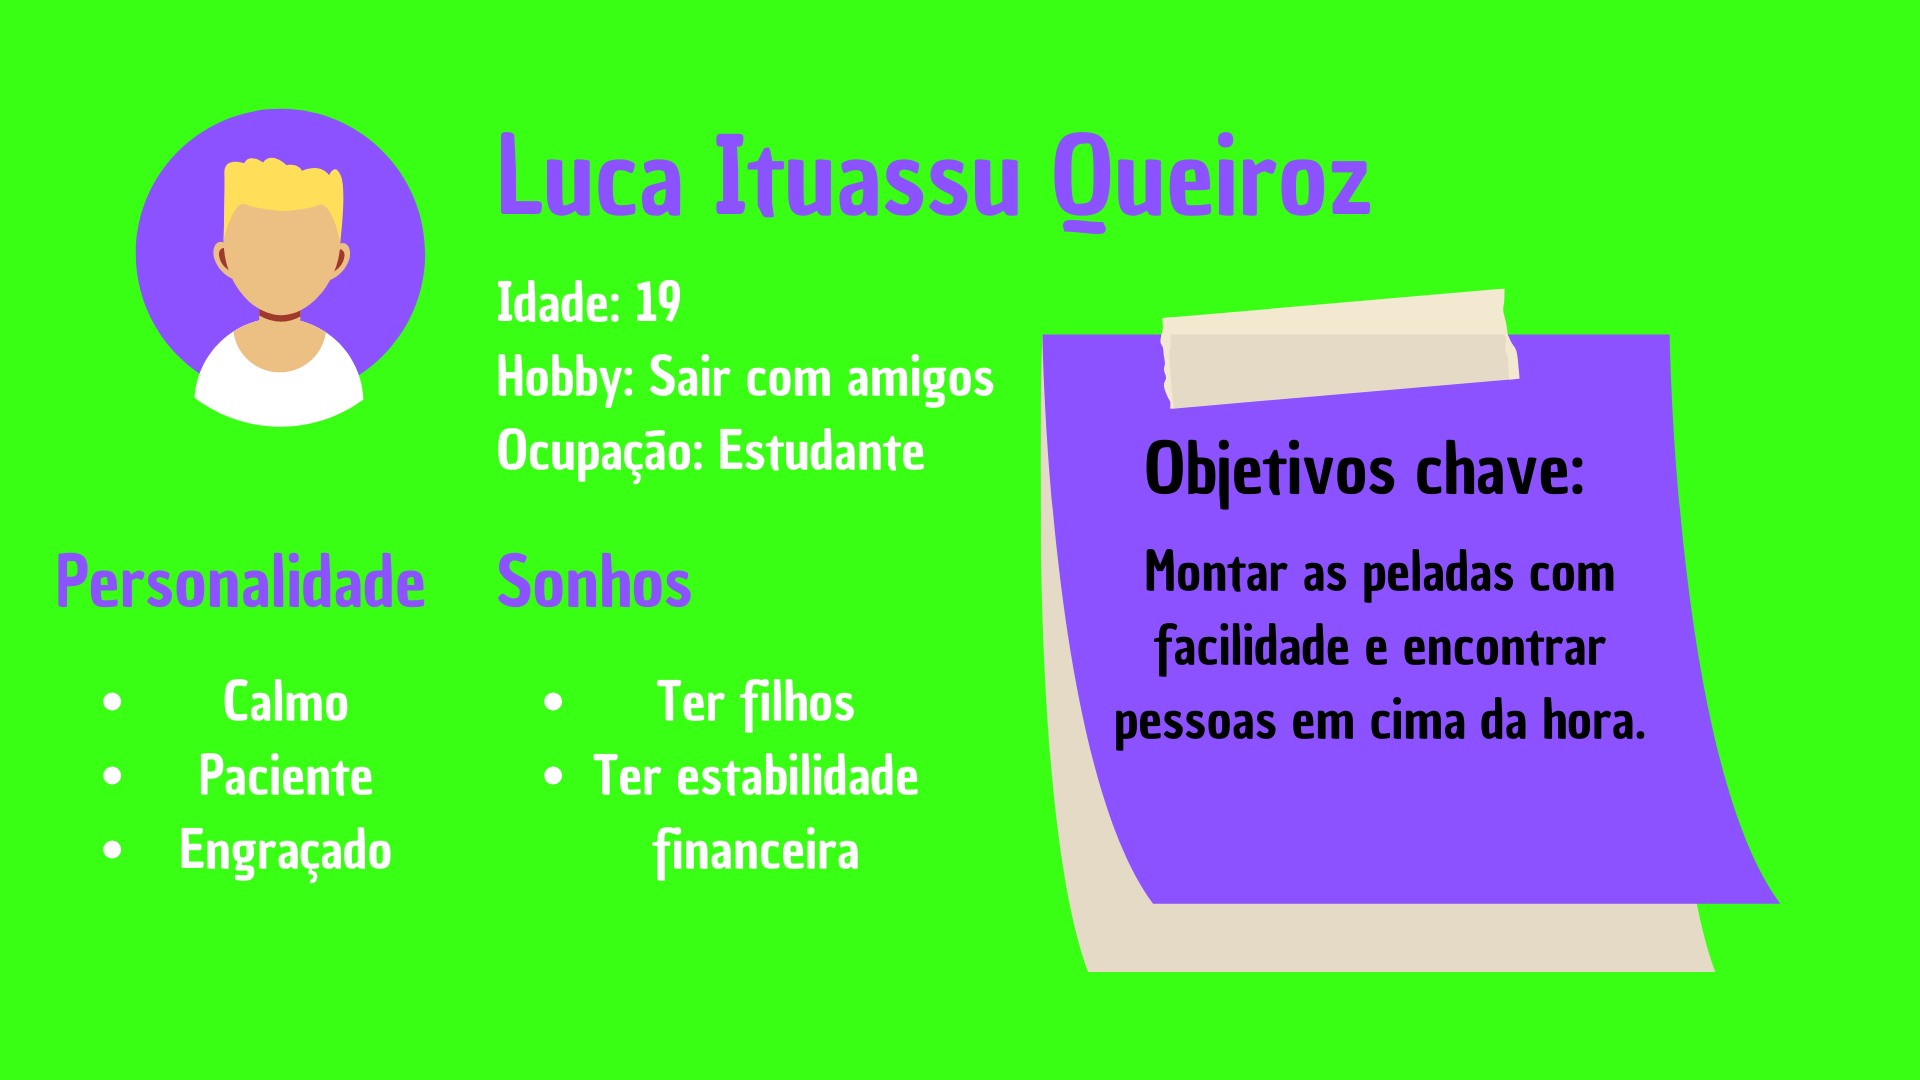 Luca Ituassu Queiroz
Idade: 19
Hobby: Sair com amigos
Ocupação: Estudante
Personalidade
• Calmo
• Paciente
• Engraçado
Sonhos
• Ter filhos
• Ter estabilidade
financeira
Objetivos chave:
Montar as peladas com
facilidade e encontrar
pessoas em cima da hora.